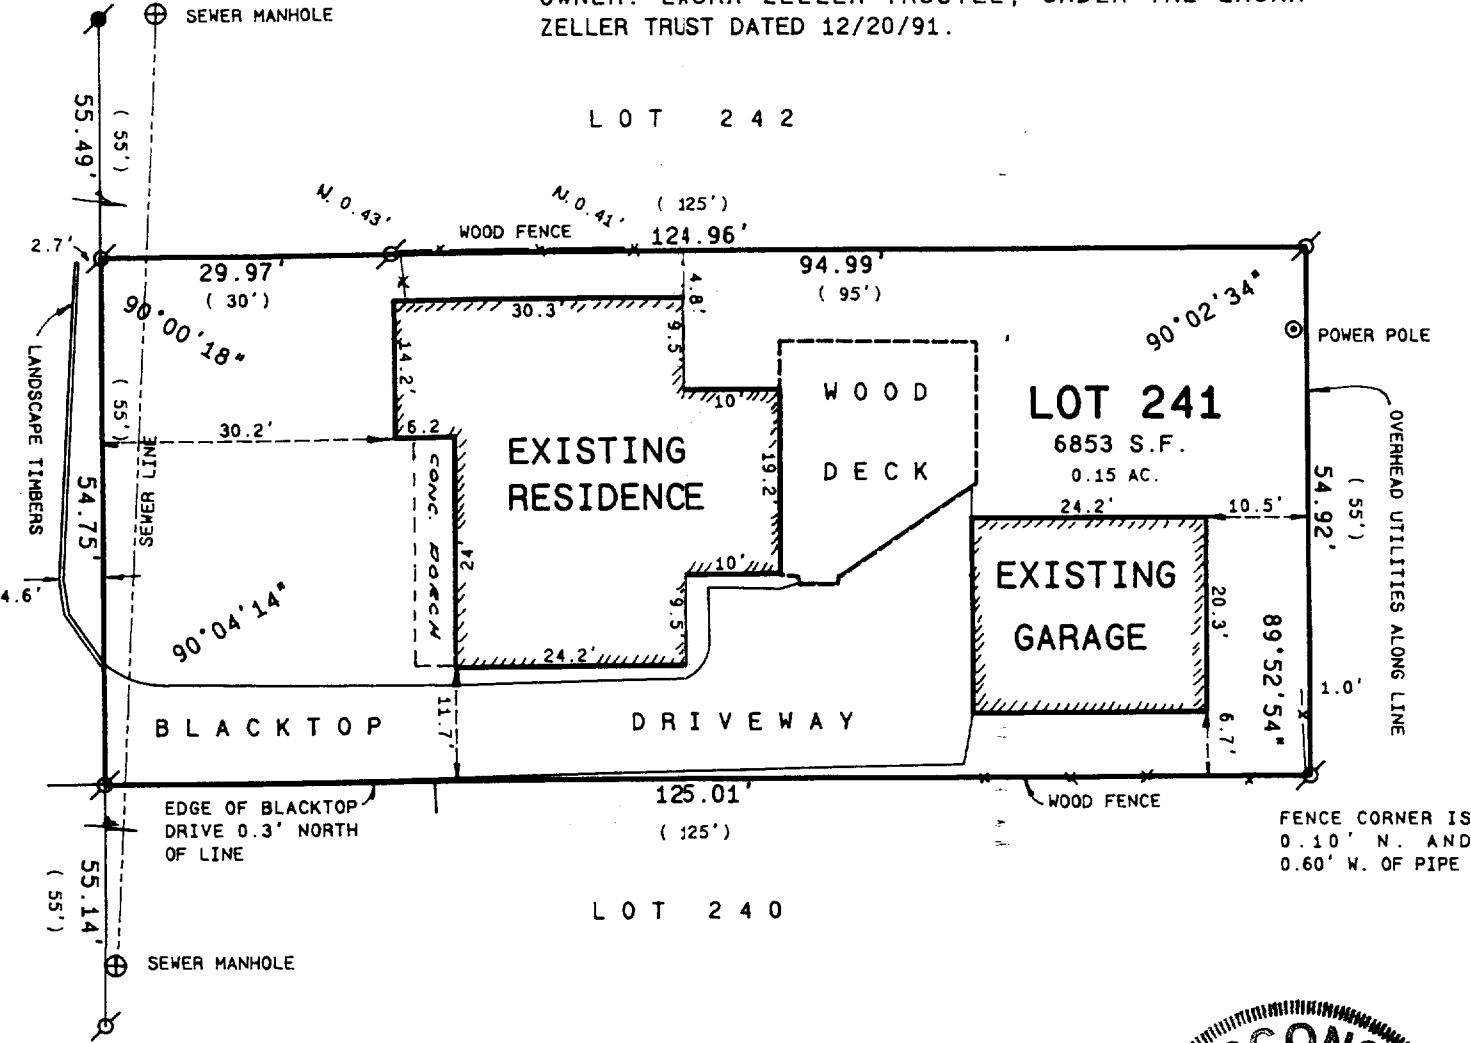 ZELLER TRUST DATED 12/20/91.
SEWER MANHOLE
55.49'
( 55')
LOT 242
N. 0.43'
N. 0.41'
( 125')
WOOD FENCE
124.96'
2.7'
29.97'
( 30')
94.99'
( 95')
90°00'18"
90°02'34"
30.3'
4.8'
9.5'
14.2'
POWER POLE
LANDSCAPE TIMBERS
( 55')
WOOD
DECK
10'
LOT 241
6853 S.F.
0.15 AC.
6.2
30.2'
EXISTING
RESIDENCE
CONC. PORCH
19.2'
SEWER LINE
54.75'
24.2'
10.5'
54.92'
( 55')
OVERHEAD UTILITIES ALONG LINE
24'
10'
EXISTING
GARAGE
4.6'
90°04'14"
9.5'
20.3'
89°52'54"
24.2'
1.0'
11.7'
6.7'
BLACKTOP
DRIVEWAY
125.01'
( 125')
WOOD FENCE
EDGE OF BLACKTOP
DRIVE 0.3' NORTH
OF LINE
FENCE CORNER IS
0.10' N. AND
0.60' W. OF PIPE
55.14'
( 55')
LOT 240
SEWER MANHOLE